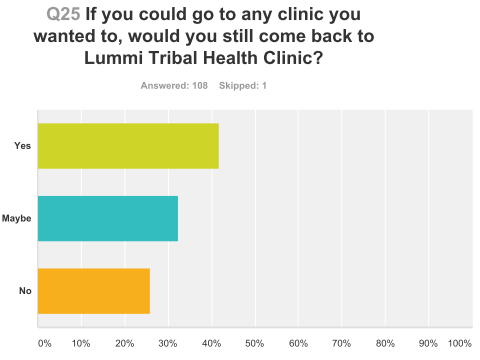 Q25 If you could go to any clinic you
wanted to, would you still come back to
Lummi Tribal Health Clinic?
Answered: 108 Skipped: 1
Yes
Maybe
No
0% 10% 20% 30% 40% 50% 60% 70% 80% 90% 100%